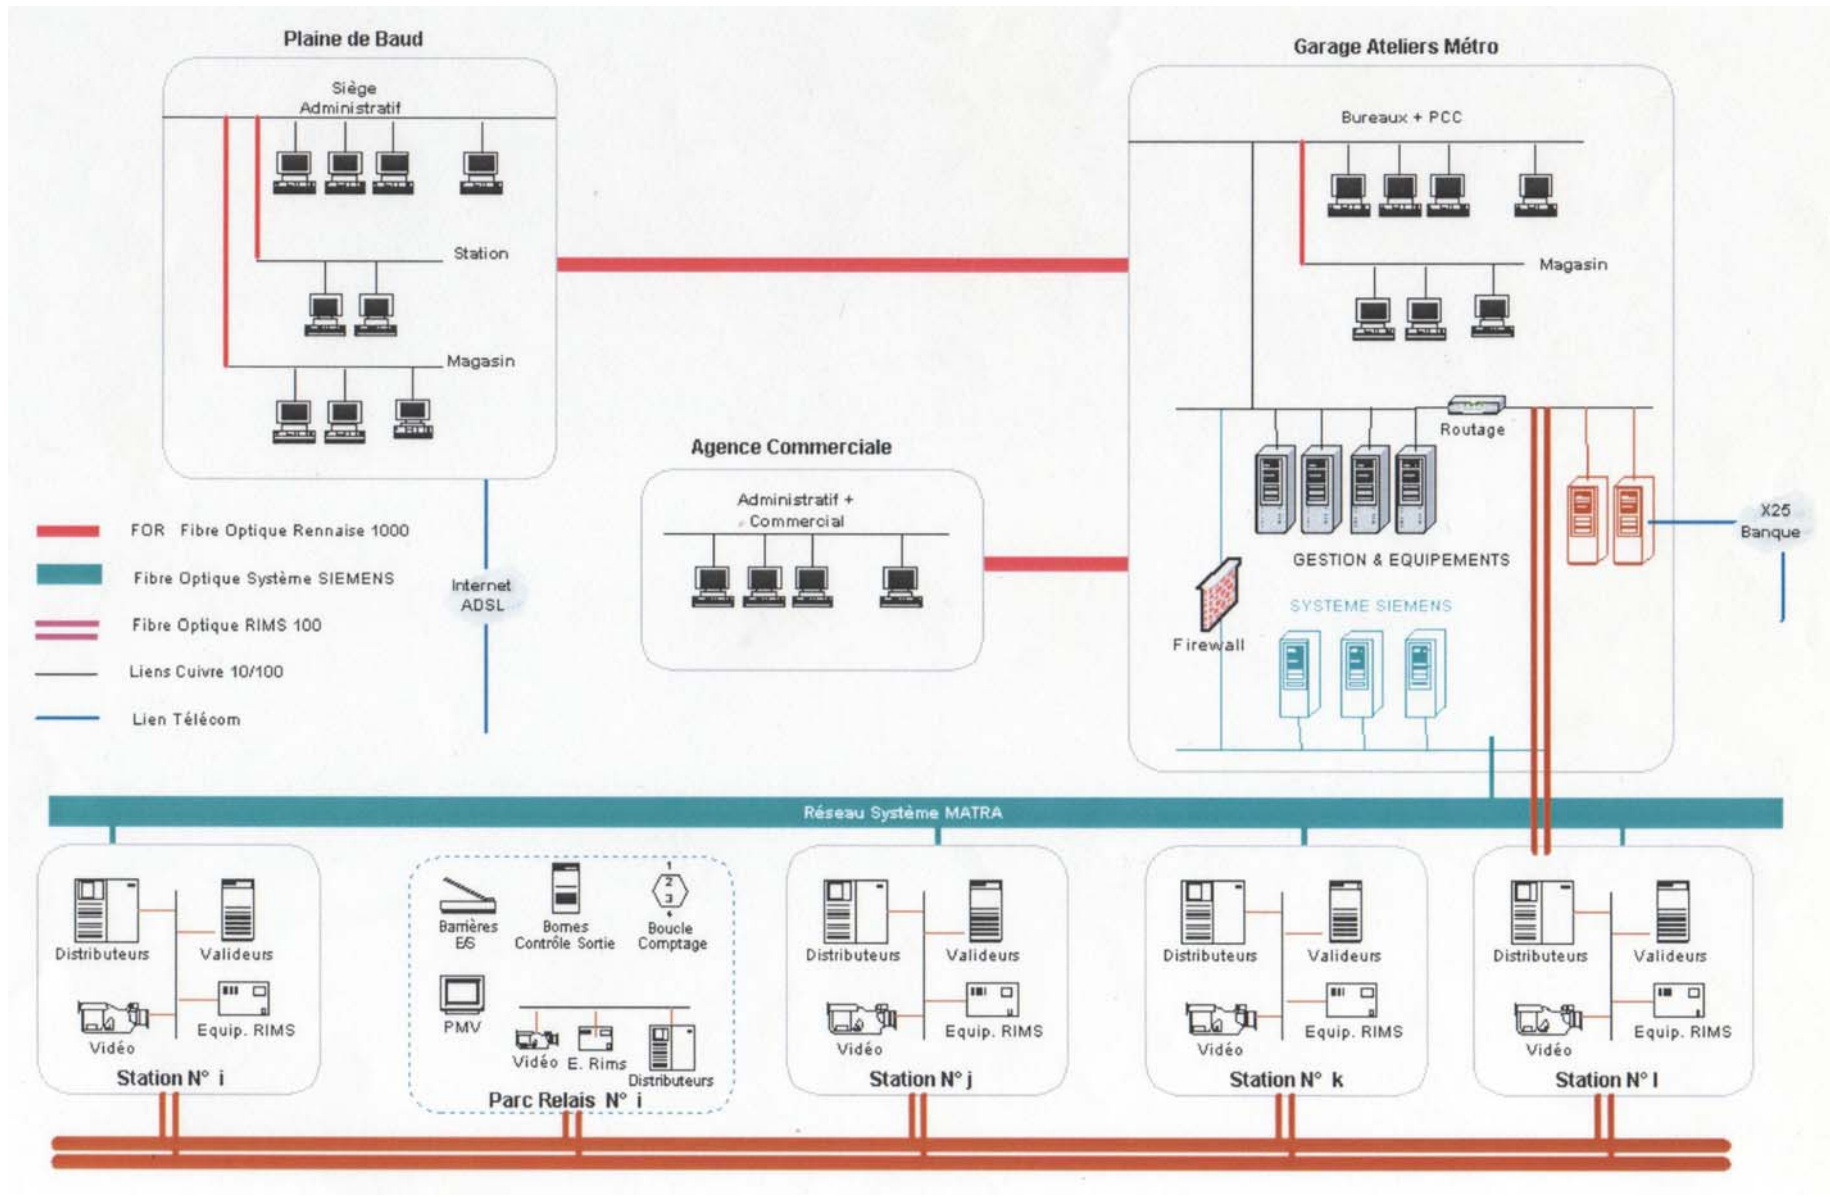 Plaine de Baud
Siège
Administratif
Station
Magasin
Garage Ateliers Métro
Bureaux + PCC
Magasin
Routage
GESTION & EQUIPEMENTS
SYSTEME SIEMENS
Firewall
X25
Banque
Agence Commerciale
Administratif +
Commercial
Internet
ADSL
FOR Fibre Optique Rennaise 1000
Fibre Optique Système SIEMENS
Fibre Optique RIMS 100
Liens Cuivre 10/100
Lien Télécom
Réseau Système MATRA
Distributeurs
Valideurs
Vidéo
Equip. RIMS
Station N° i
Barrières
E/S
Bornes
Contrôle Sortie
1
2
3
4
Boucle
Comptage
PMV
Vidéo
E. Rims
Distributeurs
Parc Relais N° i
Distributeurs
Valideurs
Vidéo
Equip. RIMS
Station N° j
Distributeurs
Valideurs
Vidéo
Equip. RIMS
Station N° k
Distributeurs
Valideurs
Vidéo
Equip. RIMS
Station N° l